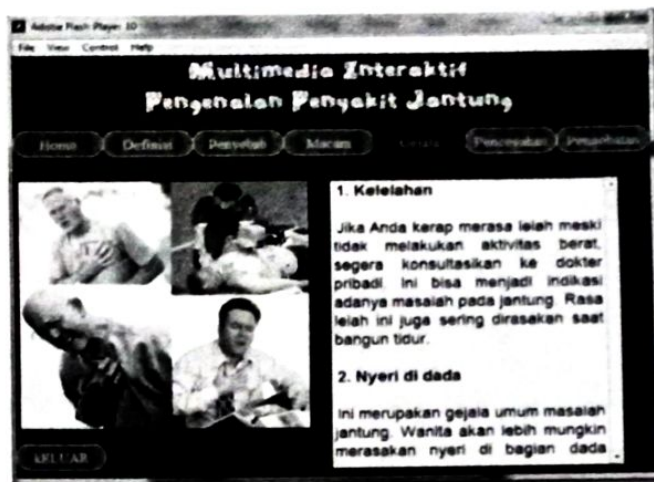 Adobe Flash Player 10
File View Control Help
Multimedia Interaktif
Pengenalan Penyakit Jantung
Home Definisi Penyebab Macam Gejala Pencegahan Pengobatan
1. Kelelahan
Jika Anda kerap merasa lelah meski
tidak melakukan aktivitas berat,
segera konsultasikan ke dokter
pribadi. Ini bisa menjadi indikasi
adanya masalah pada jantung. Rasa
lelah ini juga sering dirasakan saat
bangun tidur.
2. Nyeri di dada
Ini merupakan gejala umum masalah
jantung. Wanita akan lebih mungkin
merasakan nyeri di bagian dada
KELUAR